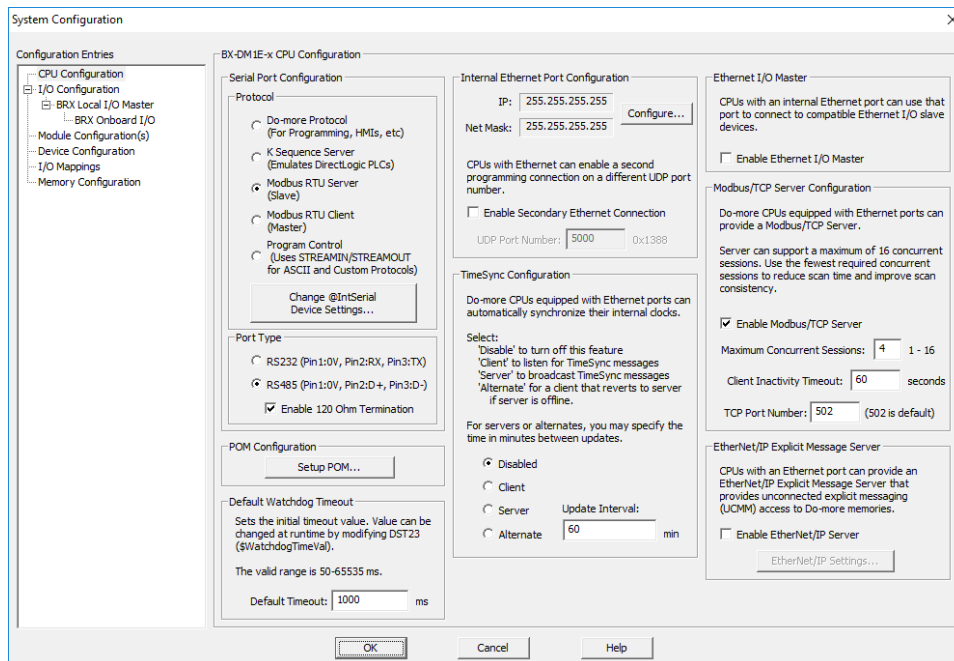 System Configuration
Configuration Entries
CPU Configuration
I/O Configuration
BRX Local I/O Master
BRX Onboard I/O
Module Configuration(s)
Device Configuration
I/O Mappings
Memory Configuration
BX-DM1E-x CPU Configuration
Serial Port Configuration
Protocol
Do-more Protocol
(For Programming, HMIs, etc)
K Sequence Server
(Emulates DirectLogic PLCs)
Modbus RTU Server
(Slave)
Modbus RTU Client
(Master)
Program Control
(Uses STREAMIN/STREAMOUT
for ASCII and Custom Protocols)
Change @IntSerial
Device Settings...
Port Type
RS232 (Pin1:0V, Pin2:RX, Pin3:TX)
RS485 (Pin1:0V, Pin2:D+, Pin3:D-)
Enable 120 Ohm Termination
POM Configuration
Setup POM...
Default Watchdog Timeout
Sets the initial timeout value. Value can be
changed at runtime by modifying DST23
($WatchdogTimeVal).
The valid range is 50-65535 ms.
Default Timeout: 1000 ms
Internal Ethernet Port Configuration
IP: 255.255.255.255
Configure...
Net Mask: 255.255.255.255
CPUs with Ethernet can enable a second
programming connection on a different UDP port
number.
Enable Secondary Ethernet Connection
UDP Port Number: 5000 0x1388
TimeSync Configuration
Do-more CPUs equipped with Ethernet ports can
automatically synchronize their internal clocks.
Select:
'Disable' to turn off this feature
'Client' to listen for TimeSync messages
'Server' to broadcast TimeSync messages
'Alternate' for a client that reverts to server
if server is offline.
For servers or alternates, you may specify the
time in minutes between updates.
Disabled
Client
Server Update Interval:
Alternate 60 min
Ethernet I/O Master
CPUs with an internal Ethernet port can use that
port to connect to compatible Ethernet I/O slave
devices.
Enable Ethernet I/O Master
Modbus/TCP Server Configuration
Do-more CPUs equipped with Ethernet ports can
provide a Modbus/TCP Server.
Server can support a maximum of 16 concurrent
sessions. Use the fewest required concurrent
sessions to reduce scan time and improve scan
consistency.
Enable Modbus/TCP Server
Maximum Concurrent Sessions: 4 1 - 16
Client Inactivity Timeout: 60 seconds
TCP Port Number: 502 (502 is default)
EtherNet/IP Explicit Message Server
CPUs with an Ethernet port can provide an
EtherNet/IP Explicit Message Server that
provides unconnected explicit messaging
(UCMM) access to Do-more memories.
Enable EtherNet/IP Server
EtherNet/IP Settings...
OK
Cancel
Help